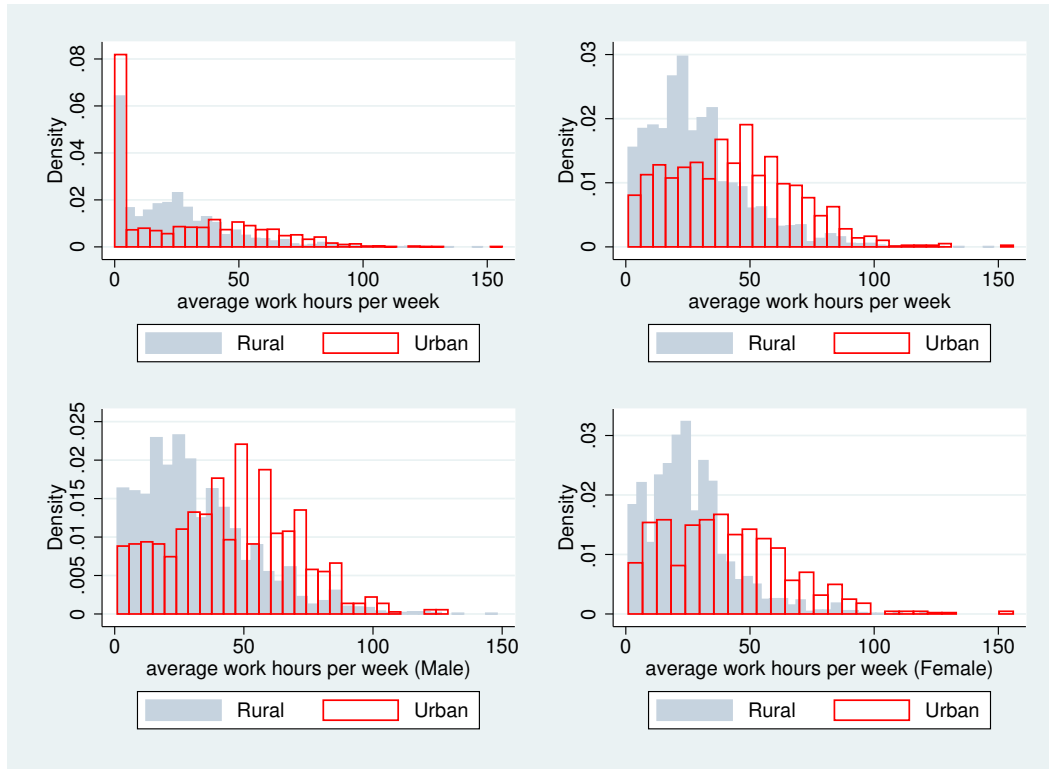 Density
0 .02 .04 .06 .08
0 50 100 150
average work hours per week
Rural Urban
Density
0 .01 .02 .03
0 50 100 150
average work hours per week
Rural Urban
Density
0 .005 .01 .015 .02 .025
0 50 100 150
average work hours per week (Male)
Rural Urban
Density
0 .01 .02 .03
0 50 100 150
average work hours per week (Female)
Rural Urban